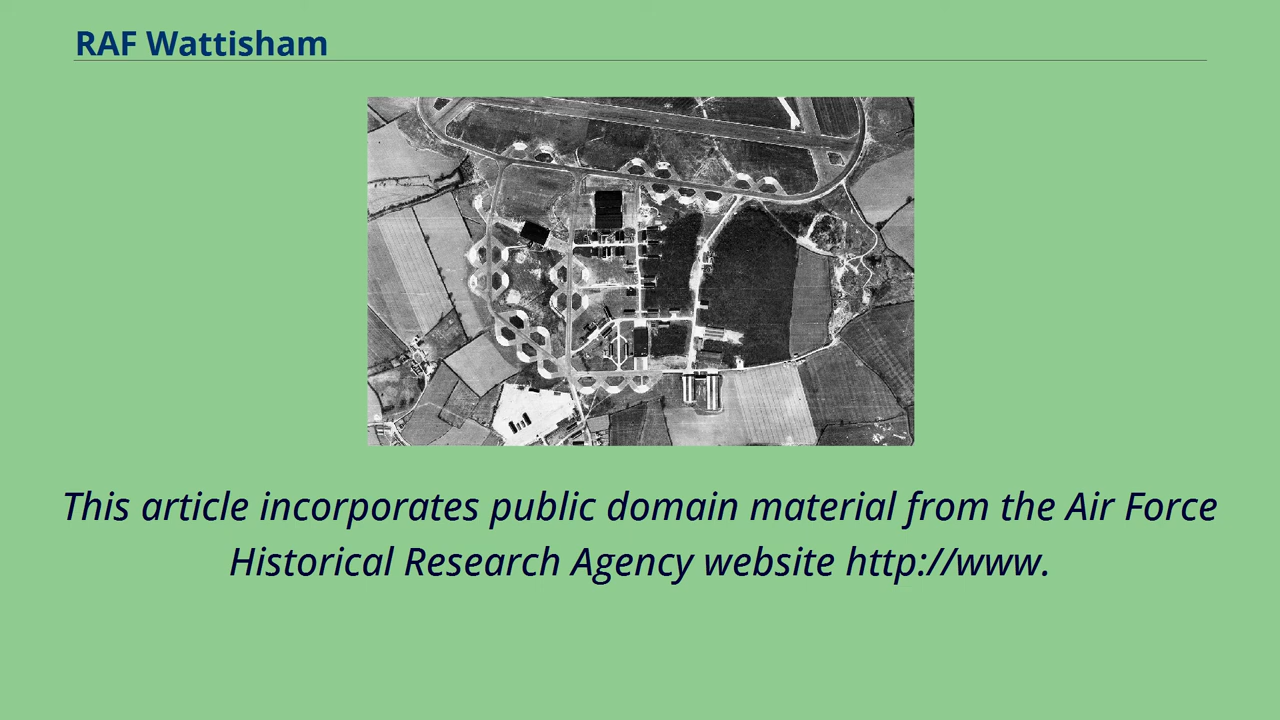 RAF Wattisham
This article incorporates public domain material from the Air Force
Historical Research Agency website http://www.